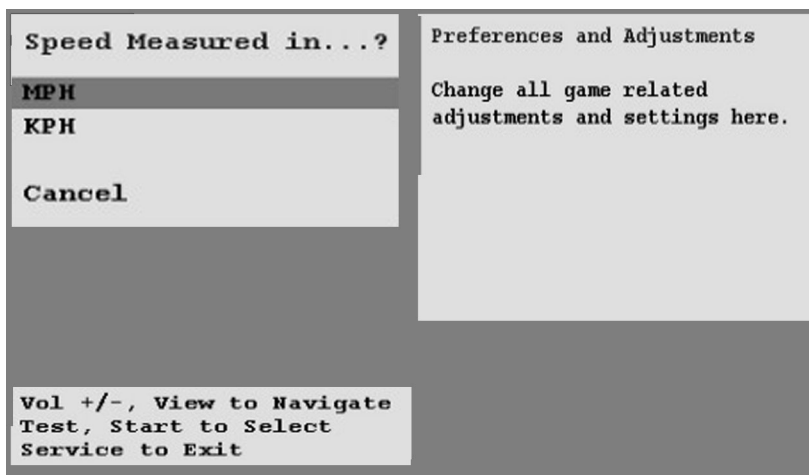 Speed Measured in...?
MPH
KPH
Cancel
Preferences and Adjustments
Change all game related
adjustments and settings here.
Vol +/-, View to Navigate
Test, Start to Select
Service to Exit